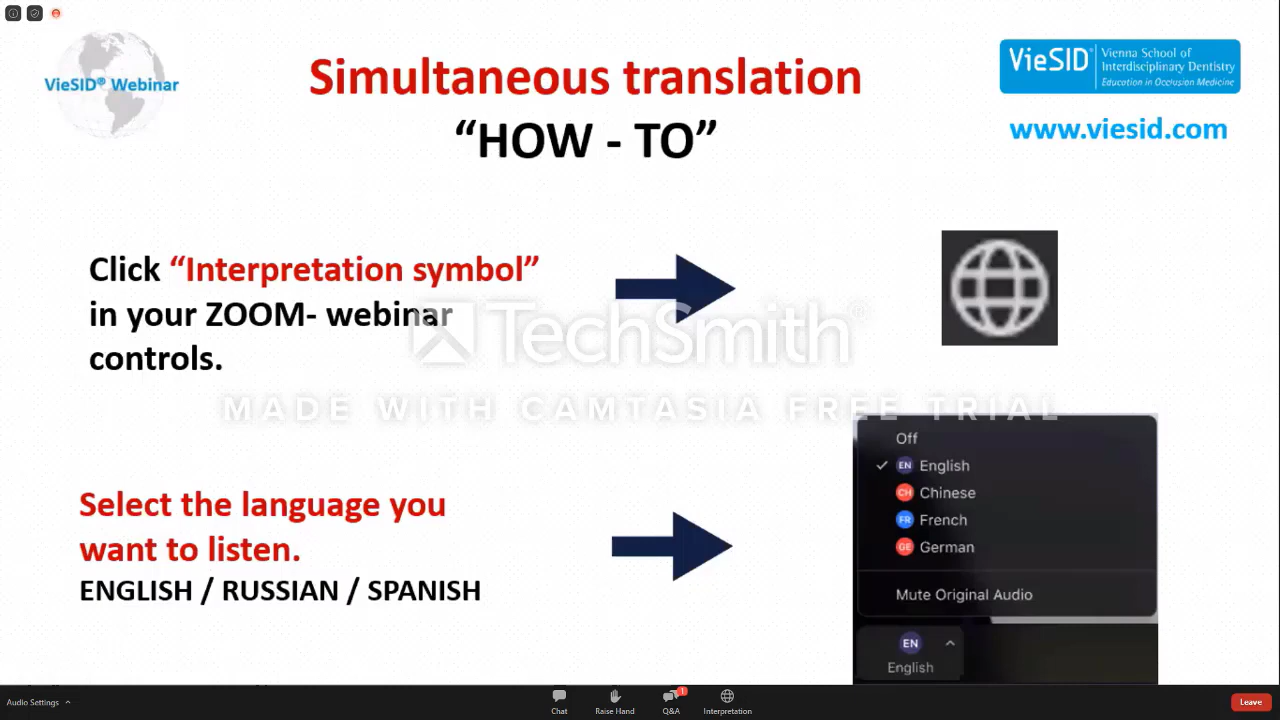 VieSID® Webinar
Simultaneous translation
“HOW - TO”
VieSID® Vienna School of
Interdisciplinary Dentistry
Education in Occlusion Medicine
www.viesid.com
Click “Interpretation symbol”
in your ZOOM- webinar
controls.
TechSmith®
MADE WITH CAMTASIA FREE TRIAL
Off
EN English
CH Chinese
FR French
GE German
Mute Original Audio
EN
English
Select the language you
want to listen.
ENGLISH / RUSSIAN / SPANISH
Audio Settings
Chat
Raise Hand
1
Q&A
Interpretation
Leave